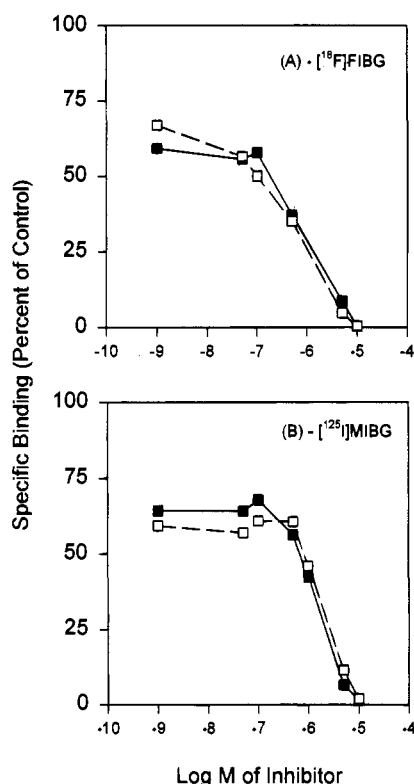 Specific Binding (Percent of Control)
(A) - [18F]FIBG
100
75
50
25
0
-10 -9 -8 -7 -6 -5 -4
(B) - [125I]MIBG
100
75
50
25
0
-10 -9 -8 -7 -6 -5 -4
Log M of Inhibitor